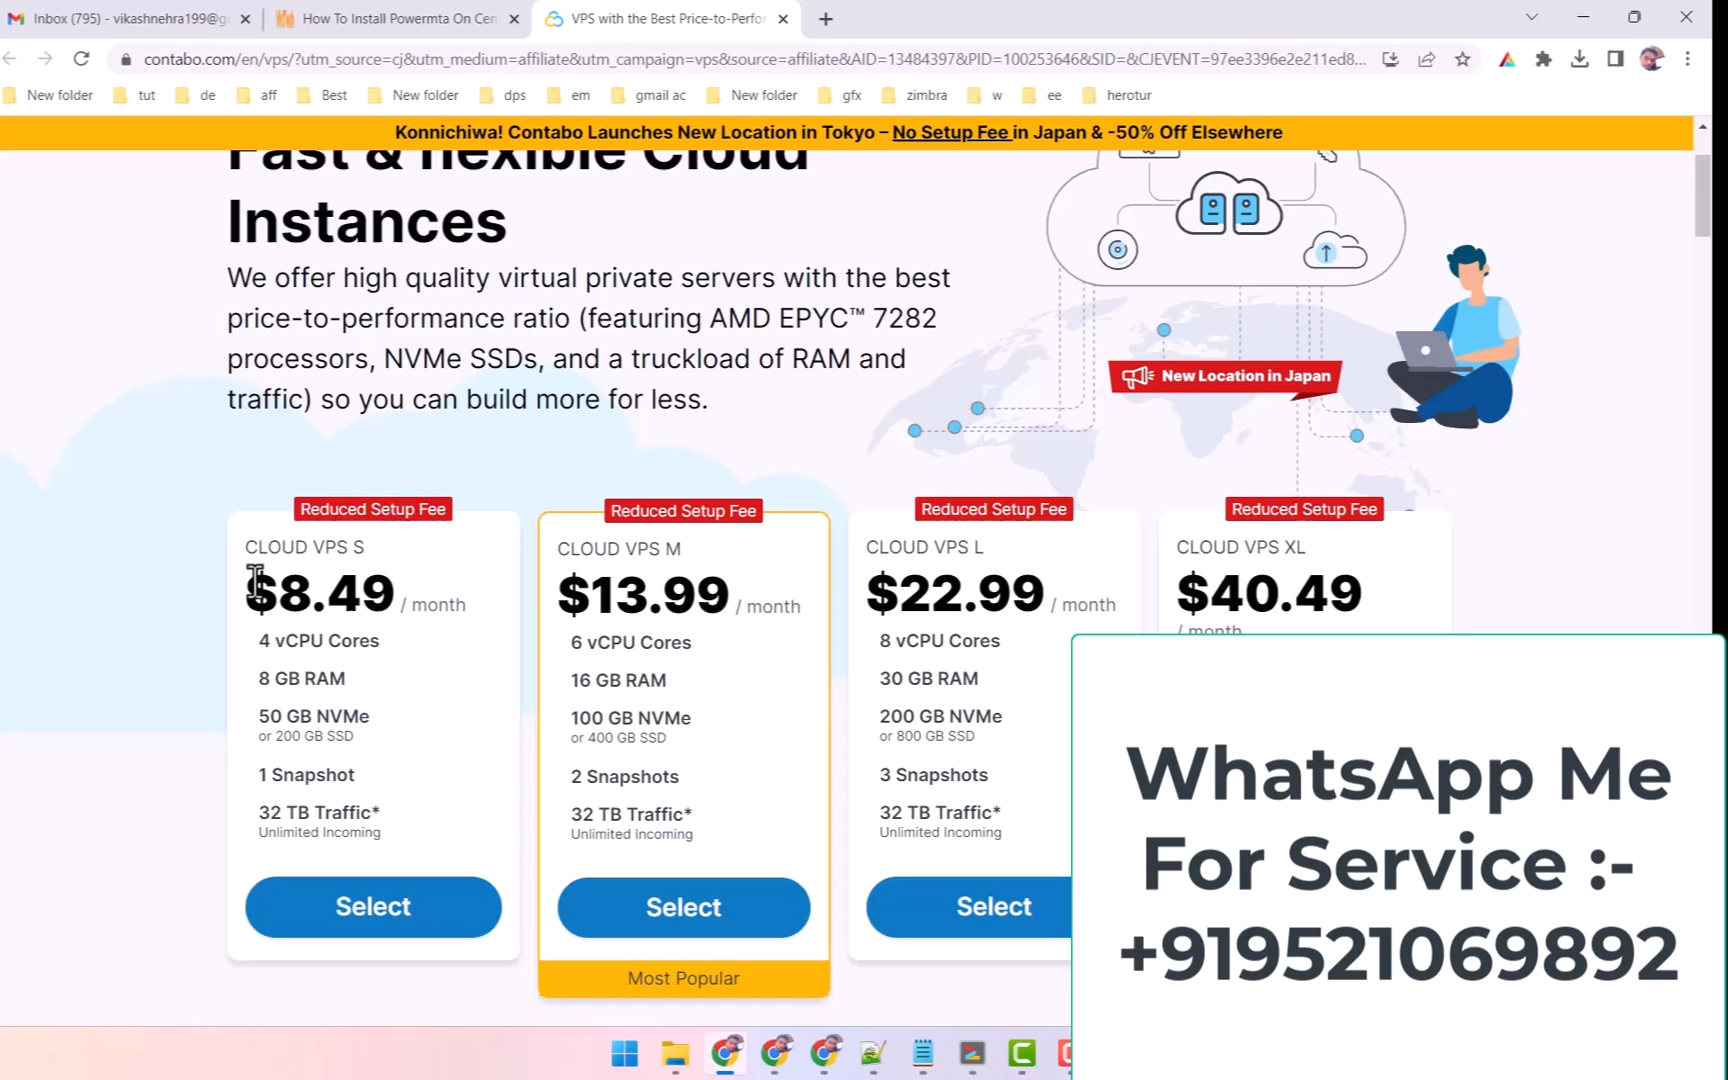 Inbox (795) - vikashnehra199@g
How To Install Powermta On Cen
VPS with the Best Price-to-Perfo
contabo.com/en/vps/?utm_source=cj&utm_medium=affiliate&utm_campaign=vps&source=affiliate&AID=13484397&PID=100253646&SID=&CJEVENT=97ee3396e2e211ed8...
New folder tut de aff Best New folder dps em gmail ac New folder gfx zimbra w ee herotur
Konnichiwa! Contabo Launches New Location in Tokyo – No Setup Fee in Japan & -50% Off Elsewhere
Fast & flexible Cloud
Instances
We offer high quality virtual private servers with the best
price-to-performance ratio (featuring AMD EPYC™ 7282
processors, NVMe SSDs, and a truckload of RAM and
traffic) so you can build more for less.
New Location in Japan
Reduced Setup Fee
CLOUD VPS S
$8.49 / month
4 vCPU Cores
8 GB RAM
50 GB NVMe
or 200 GB SSD
1 Snapshot
32 TB Traffic*
Unlimited Incoming
Select
Reduced Setup Fee
CLOUD VPS M
$13.99 / month
6 vCPU Cores
16 GB RAM
100 GB NVMe
or 400 GB SSD
2 Snapshots
32 TB Traffic*
Unlimited Incoming
Select
Most Popular
Reduced Setup Fee
CLOUD VPS L
$22.99 / month
8 vCPU Cores
30 GB RAM
200 GB NVMe
or 800 GB SSD
3 Snapshots
32 TB Traffic*
Unlimited Incoming
Select
Reduced Setup Fee
CLOUD VPS XL
$40.49
/ month
WhatsApp Me
For Service :-
+919521069892